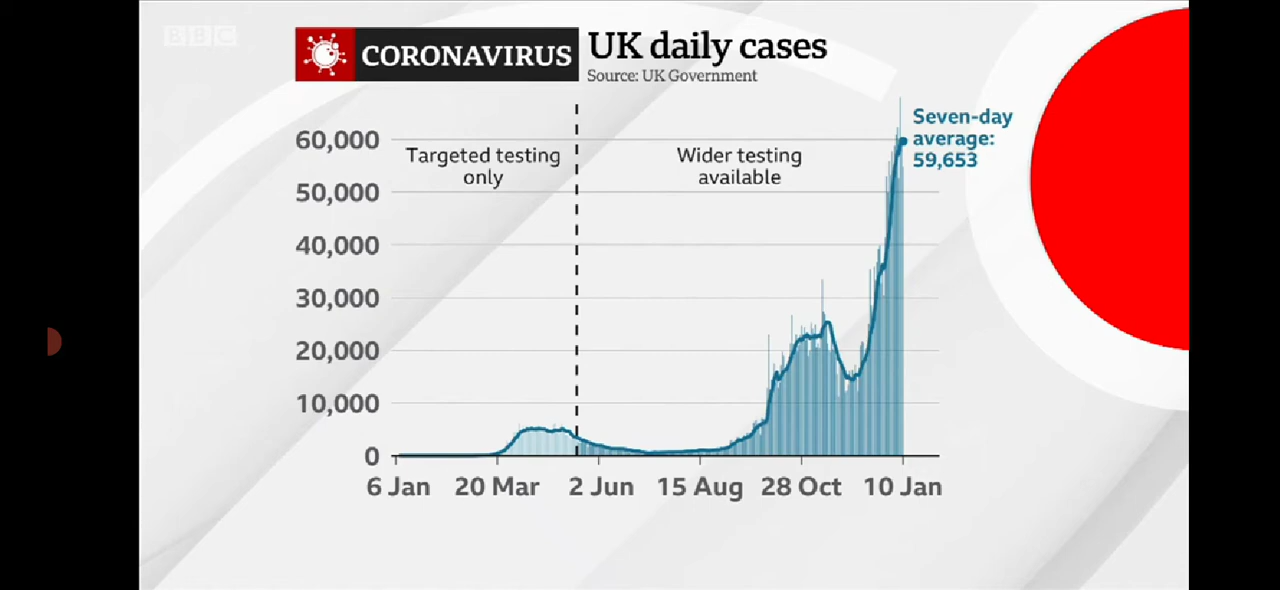 BBC
CORONAVIRUS
UK daily cases
Source: UK Government
Seven-day
average:
59,653
Targeted testing
only
Wider testing
available
60,000
50,000
40,000
30,000
20,000
10,000
0
6 Jan 20 Mar 2 Jun 15 Aug 28 Oct 10 Jan